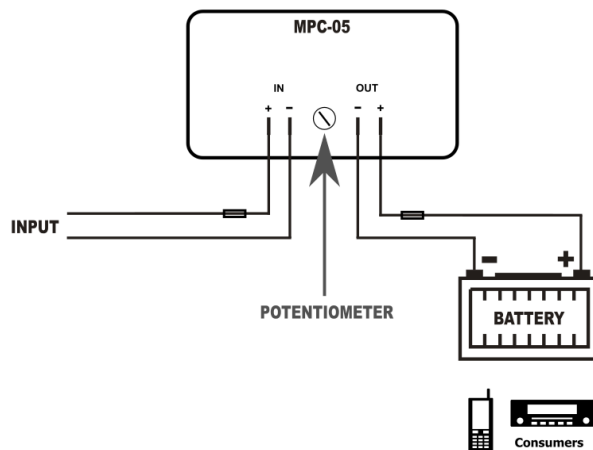 MPC-05
IN OUT
+ − − +
INPUT
− +
POTENTIOMETER
BATTERY
Consumers